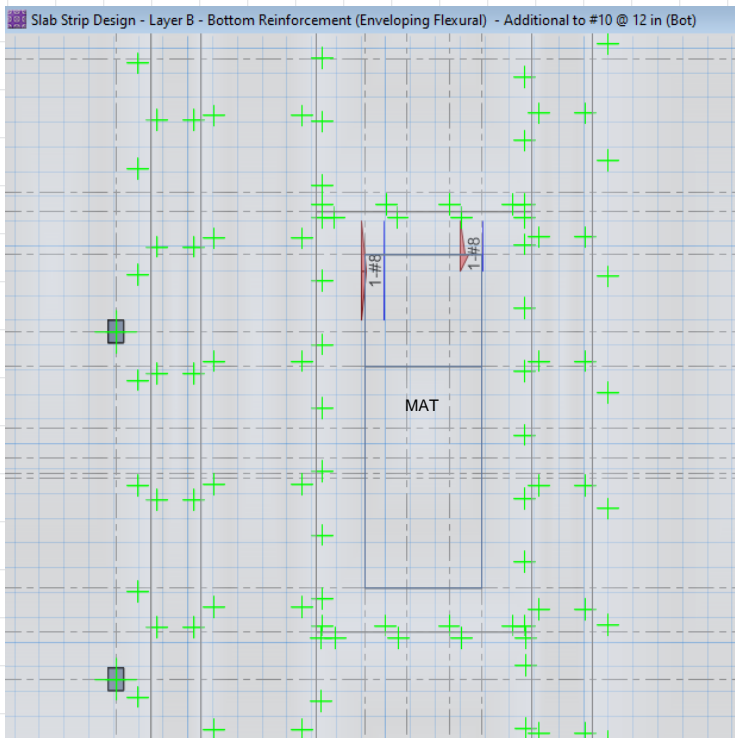 Slab Strip Design - Layer B - Bottom Reinforcement (Enveloping Flexural)  - Additional to #10 @ 12 in (Bot)
1-#8
1-#8
MAT